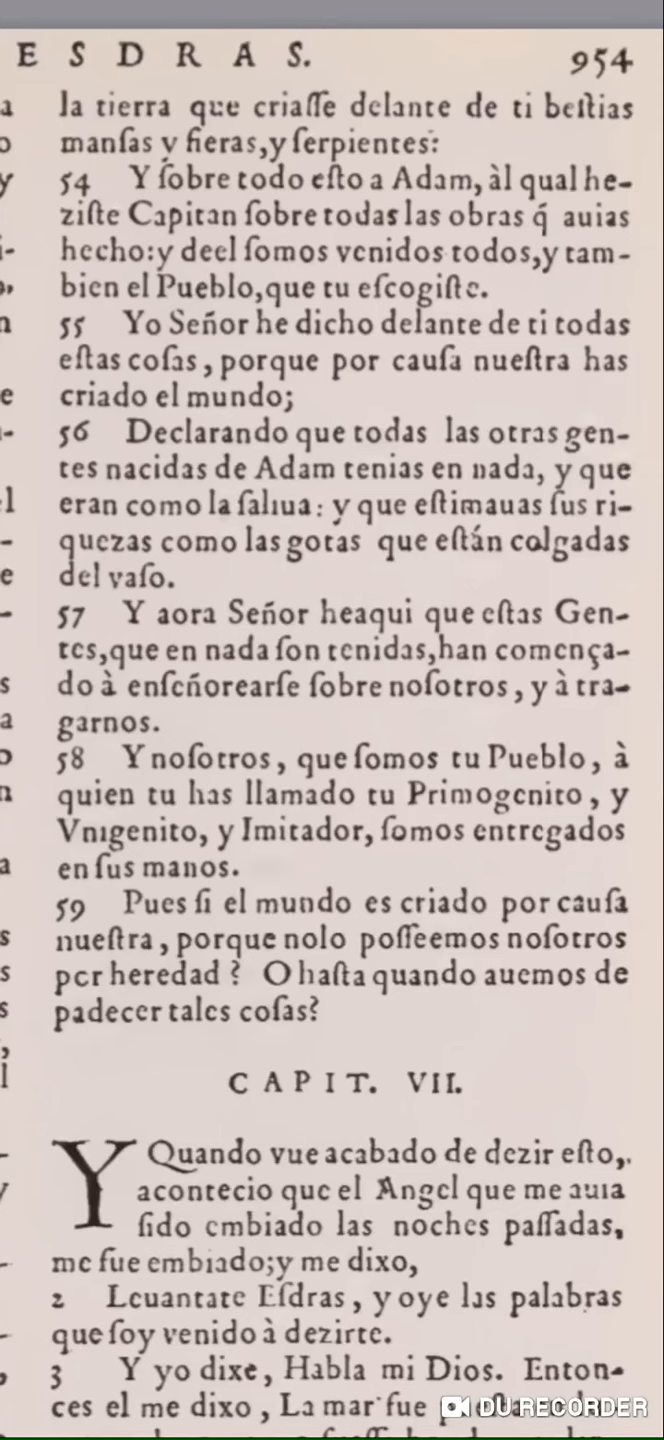 E S D R A S. 954
la tierra que criaſſe delante de ti beſtias
manſas y fieras,y ſerpientes:
54 Y ſobre todo eſto a Adam, àl qual he-
ziſte Capitan ſobre todas las obras q́ auias
hecho:y deel ſomos venidos todos,y tam-
bien el Pueblo,que tu eſcogiſte.
55 Yo Señor he dicho delante de ti todas
eſtas coſas, porque por cauſa nueſtra has
criado el mundo;
56 Declarando que todas las otras gen-
tes nacidas de Adam tenias en nada, y que
eran como la ſaliua: y que eſtimauas ſus ri-
quezas como las gotas que eſtán colgadas
del vaſo.
57 Y aora Señor heaqui que eſtas Gen-
tes,que en nada ſon tenidas,han comença-
do à enſeñorearſe ſobre noſotros, y à tra-
garnos.
58 Y noſotros, que ſomos tu Pueblo, à
quien tu has llamado tu Primogenito, y
Vnigenito, y Imitador, ſomos entregados
en ſus manos.
59 Pues ſi el mundo es criado por cauſa
nueſtra, porque nolo poſſeemos noſotros
por heredad? O haſta quando auemos de
padecer tales coſas?
CAPIT. VII.
Y Quando vue acabado de dezir eſto,
acontecio que el Angel que me auia
ſido embiado las noches paſſadas,
me fue embiado;y me dixo,
2 Leuantate Eſdras, y oye las palabras
que ſoy venido à dezirte.
3 Y yo dixe, Habla mi Dios. Enton-
ces el me dixo, La mar fue
DU RECORDER